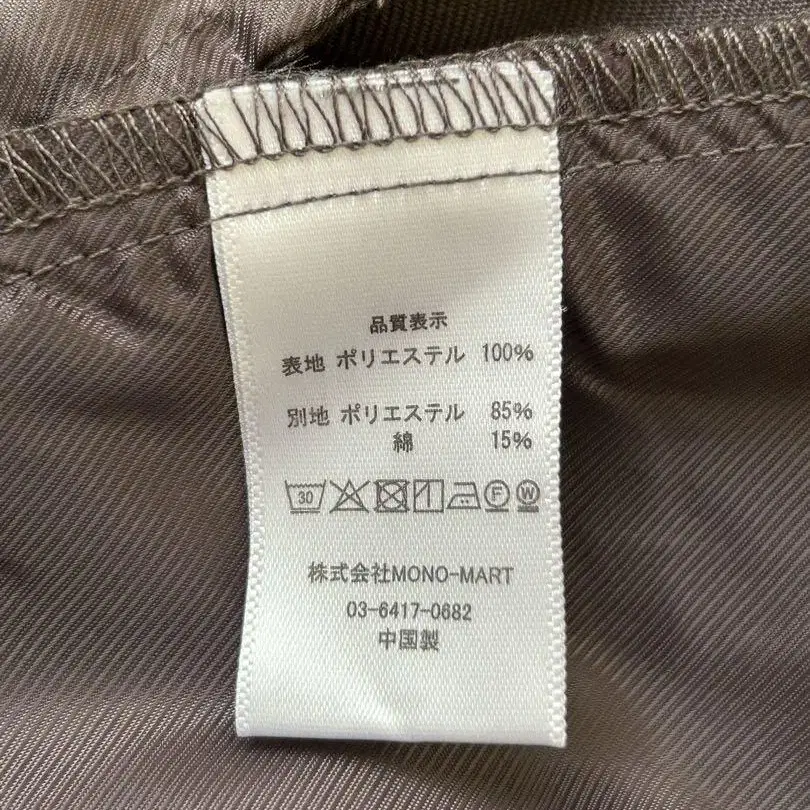 品質表示
表地 ポリエステル 100%
別地 ポリエステル 85%
綿 15%
30 F W
株式会社MONO-MART
03-6417-0682
中国製